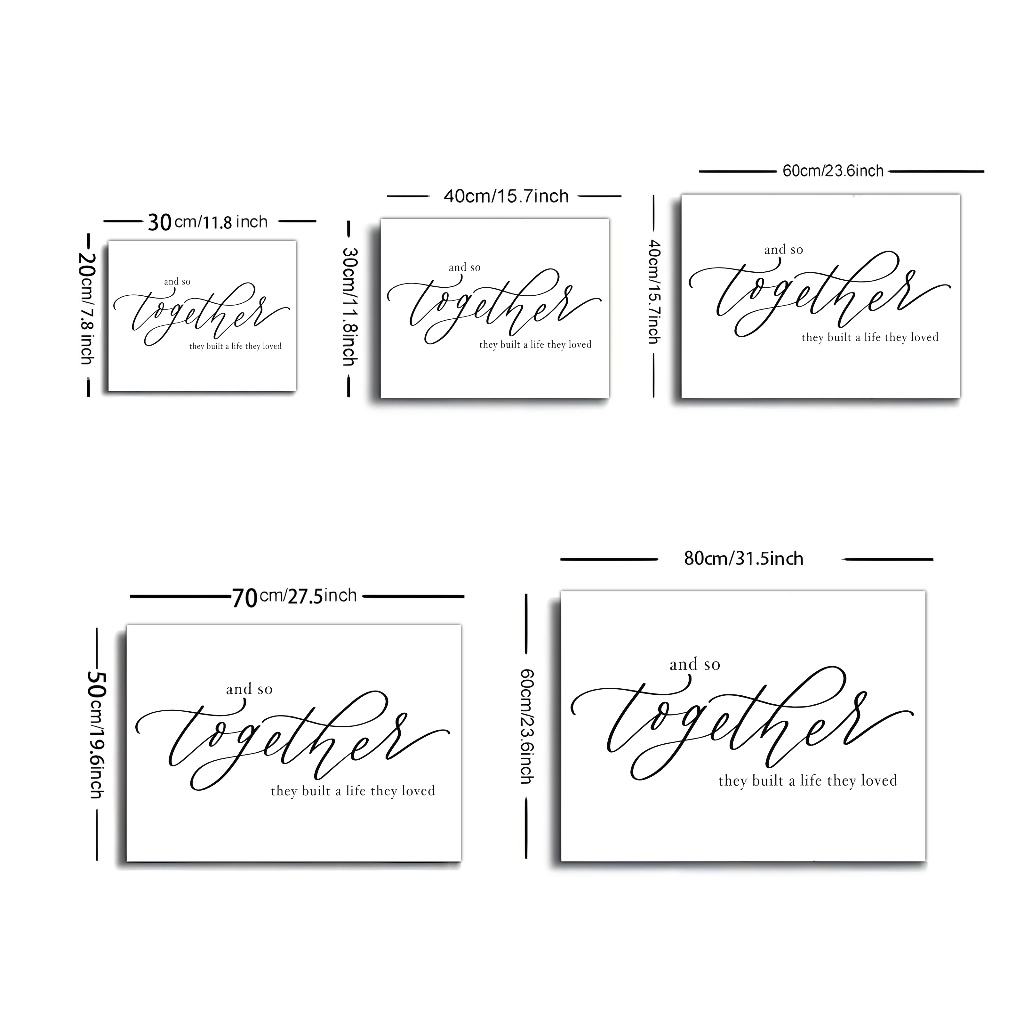 30cm/11.8 inch
20cm/ 7.8 inch
and so
together
they built a life they loved
40cm/15.7inch
30cm/11.8inch
and so
together
they built a life they loved
60cm/23.6inch
40cm/15.7inch
and so
together
they built a life they loved
70cm/27.5inch
50cm/19.6inch
and so
together
they built a life they loved
80cm/31.5inch
60cm/23.6inch
and so
together
they built a life they loved